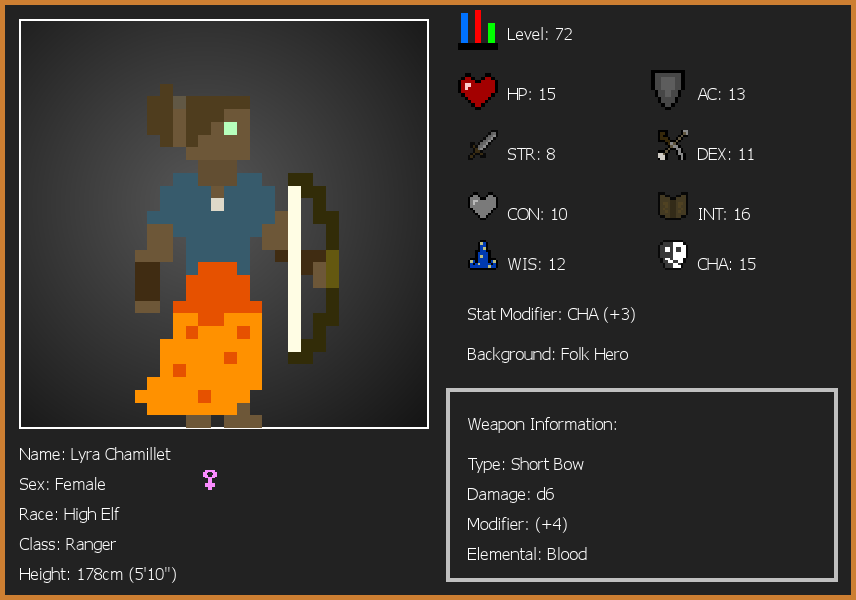 Level: 72
HP: 15
AC: 13
STR: 8
DEX: 11
CON: 10
INT: 16
WIS: 12
CHA: 15
Stat Modifier: CHA (+3)
Background: Folk Hero
Weapon Information:
Type: Short Bow
Damage: d6
Modifier: (+4)
Elemental: Blood
Name: Lyra Chamillet
Sex: Female
Race: High Elf
Class: Ranger
Height: 178cm (5'10")